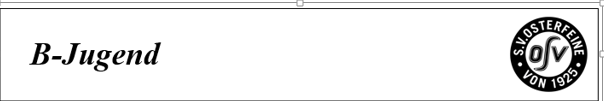 B-Jugend
S.V. OSTERFEINE
OSV
• VON 1925 •